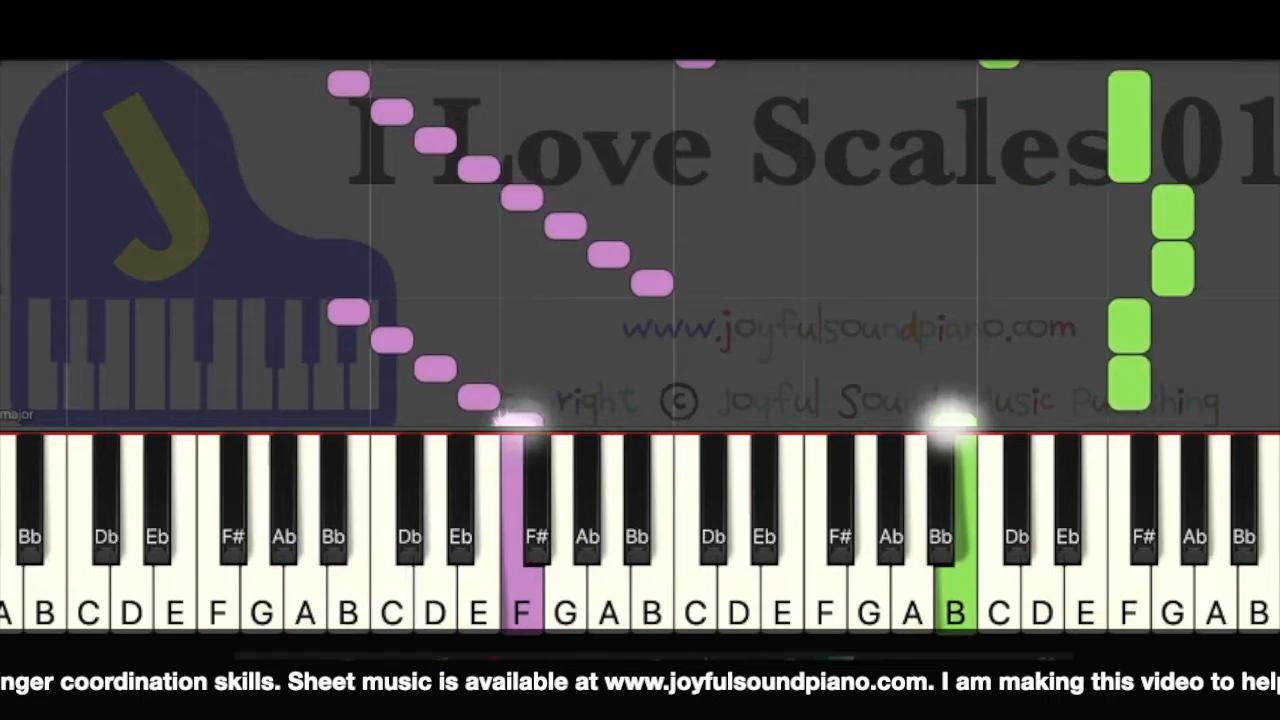 J
I Love Scales 01
www.joyfulsoundpiano.com
right © Joyful Sound Music Publishing
major
Bb Db Eb F# Ab Bb Db Eb F# Ab Bb Db Eb F# Ab Bb Db Eb F# Ab Bb
A B C D E F G A B C D E F G A B C D E F G A B C D E F G A B
nger coordination skills. Sheet music is available at www.joyfulsoundpiano.com. I am making this video to help